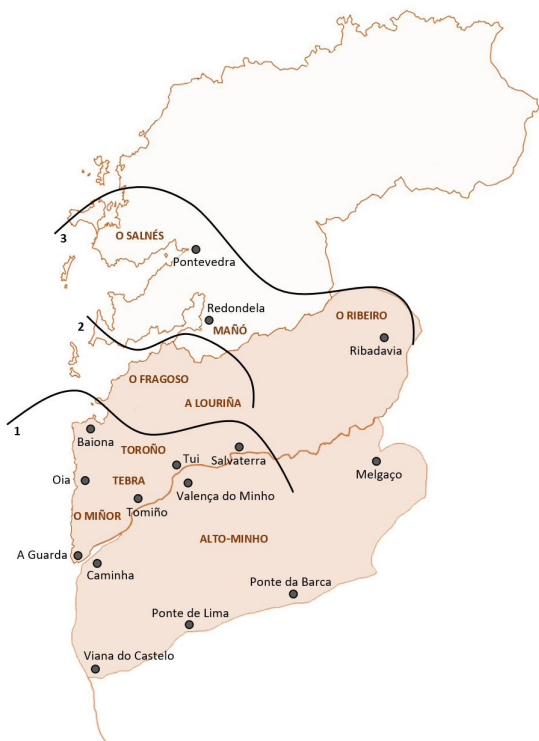 3
O SALNÉS
Pontevedra
Redondela
2
MAÑÓ
O RIBEIRO
Ribadavia
O FRAGOSO
A LOURIÑA
1
Baiona
TOROÑO
Salvaterra
Tui
Melgaço
Oia
TEBRA
Valença do Minho
Tomiño
O MIÑOR
ALTO-MINHO
A Guarda
Caminha
Ponte da Barca
Ponte de Lima
Viana do Castelo